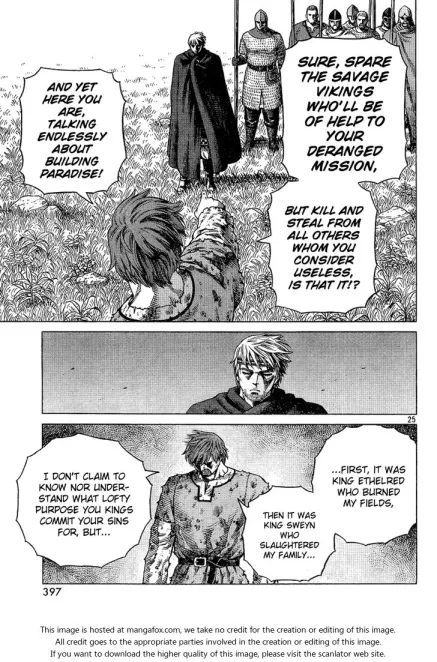 SURE, SPARE
THE SAVAGE
VIKINGS
WHO'LL BE
OF HELP TO
YOUR
DERANGED
MISSION,
BUT KILL AND
STEAL FROM
ALL OTHERS
WHOM YOU
CONSIDER
USELESS,
IS THAT IT!?
AND YET
HERE YOU
ARE,
TALKING
ENDLESSLY
ABOUT
BUILDING
PARADISE!
25
...FIRST, IT WAS
KING ETHELRED
WHO BURNED
MY FIELDS,
THEN IT WAS
KING SWEYN
WHO
SLAUGHTERED
MY FAMILY...
I DON'T CLAIM TO
KNOW NOR UNDER-
STAND WHAT LOFTY
PURPOSE YOU KINGS
COMMIT YOUR SINS
FOR, BUT...
397
This image is hosted at mangafox.com, we take no credit for the creation or editing of this image.
All credit goes to the appropriate parties involved in the creation or editing of this image.
If you want to download the higher quality of this image, please visit the scanlator web site.